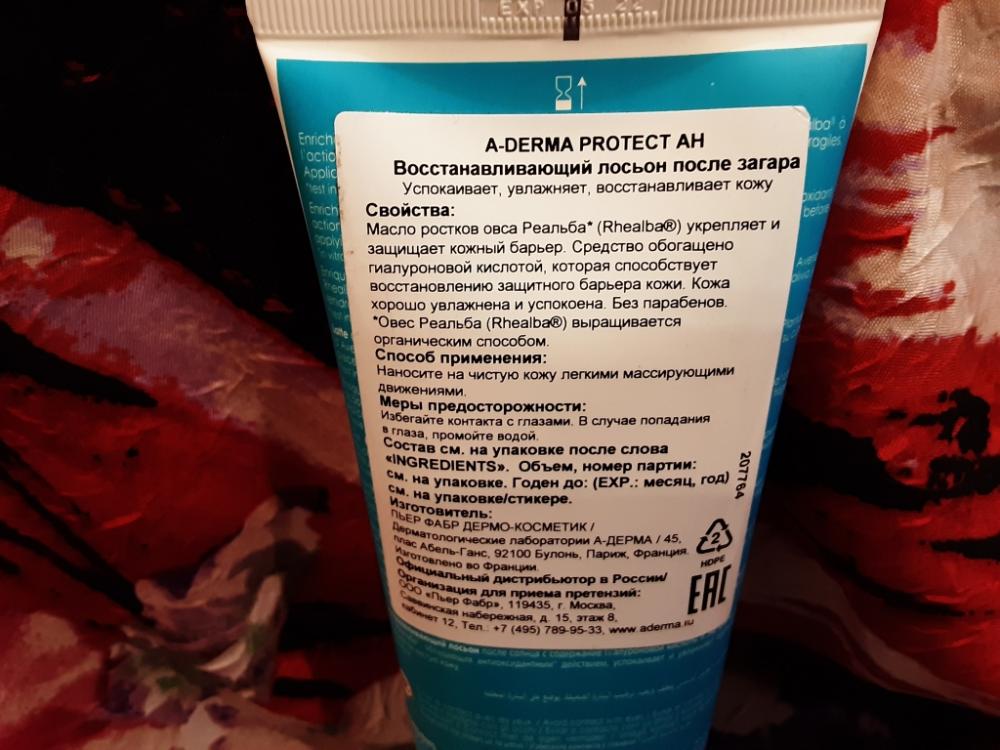 EXP 05 22
A-DERMA PROTECT AH
Восстанавливающий лосьон после загара
Успокаивает, увлажняет, восстанавливает кожу
Свойства:
Масло ростков овса Реальба* (Rhealba®) укрепляет и
защищает кожный барьер. Средство обогащено
гиалуроновой кислотой, которая способствует
восстановлению защитного барьера кожи. Кожа
хорошо увлажнена и успокоена. Без парабенов.
*Овес Реальба (Rhealba®) выращивается
органическим способом.
Способ применения:
Наносите на чистую кожу легкими массирующими
движениями.
Меры предосторожности:
Избегайте контакта с глазами. В случае попадания
в глаза, промойте водой.
Состав см. на упаковке после слова
«INGREDIENTS». Объем, номер партии:
см. на упаковке. Годен до: (EXP.: месяц, год)
см. на упаковке/стикере.
Изготовитель:
ПЬЕР ФАБР ДЕРМО-КОСМЕТИК /
Дерматологические лаборатории А-ДЕРМА / 45,
плас Абель-Ганс, 92100 Булонь, Париж, Франция.
Изготовлено во Франции.
Официальный дистрибьютор в России/
Организация для приема претензий:
ООО «Пьер Фабр», 119435, г. Москва,
Саввинская набережная, д. 15, этаж 8,
кабинет 12, Тел.: +7 (495) 789-95-33, www.aderma.ru
207764
2
HDPE
EAC
лосьон после солнца с содержанием